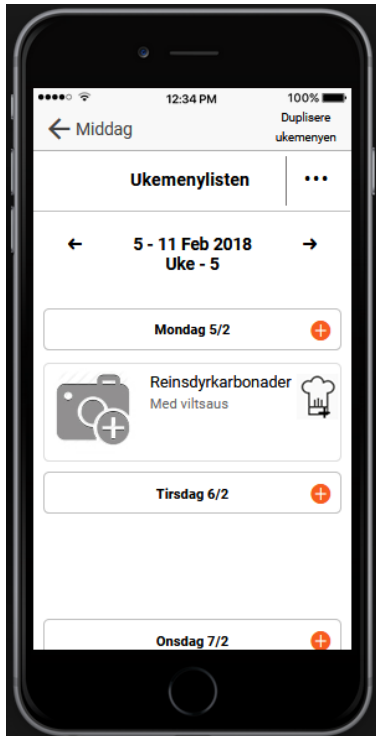 12:34 PM
100%
Middag
Duplisere
ukemenyen
Ukemenylisten
5 - 11 Feb 2018
Uke - 5
Mondag 5/2
Reinsdyrkarbonader
Med viltsaus
Tirsdag 6/2
Onsdag 7/2